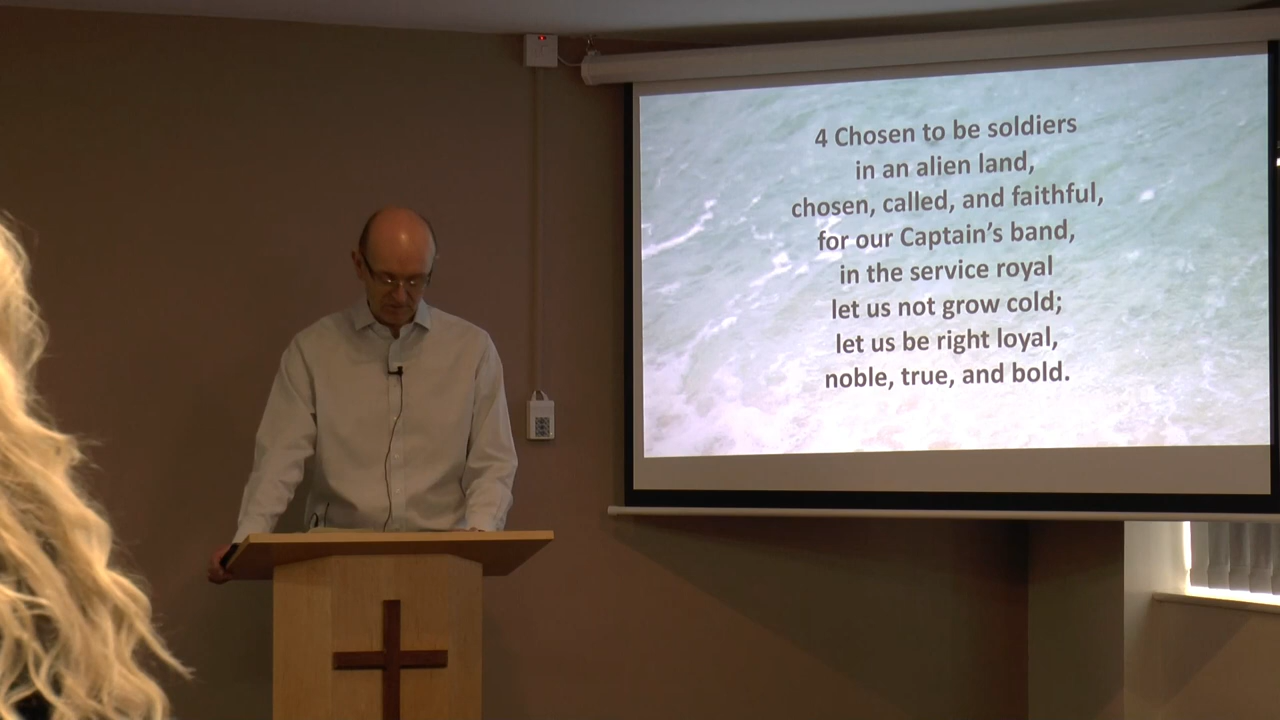 4 Chosen to be soldiers
in an alien land,
chosen, called, and faithful,
for our Captain’s band,
in the service royal
let us not grow cold;
let us be right loyal,
noble, true, and bold.